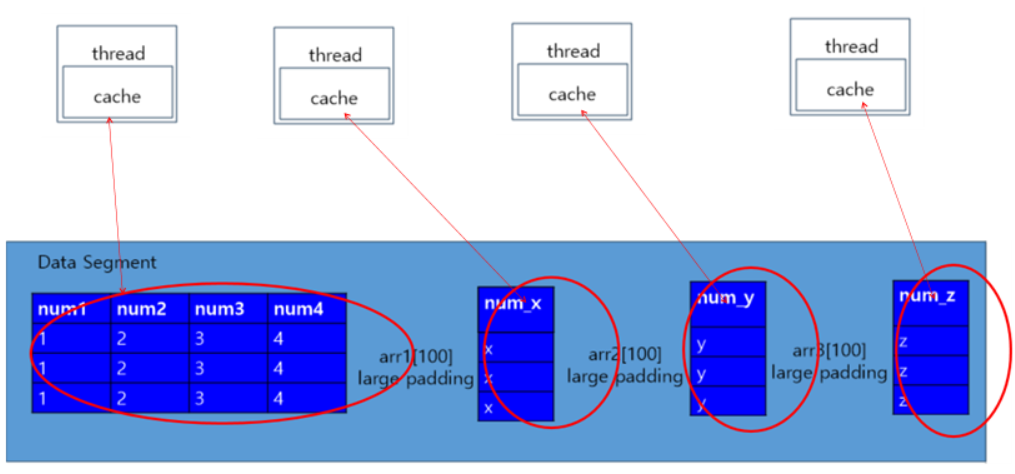 thread
cache
thread
cache
thread
cache
thread
cache
Data Segment
num1 num2 num3 num4
1 2 3 4
1 2 3 4
1 2 3 4
arr1[100]
large padding
num_x
x
x
x
arr2[100]
large padding
num_y
y
y
y
arr3[100]
large padding
num_z
z
z
z